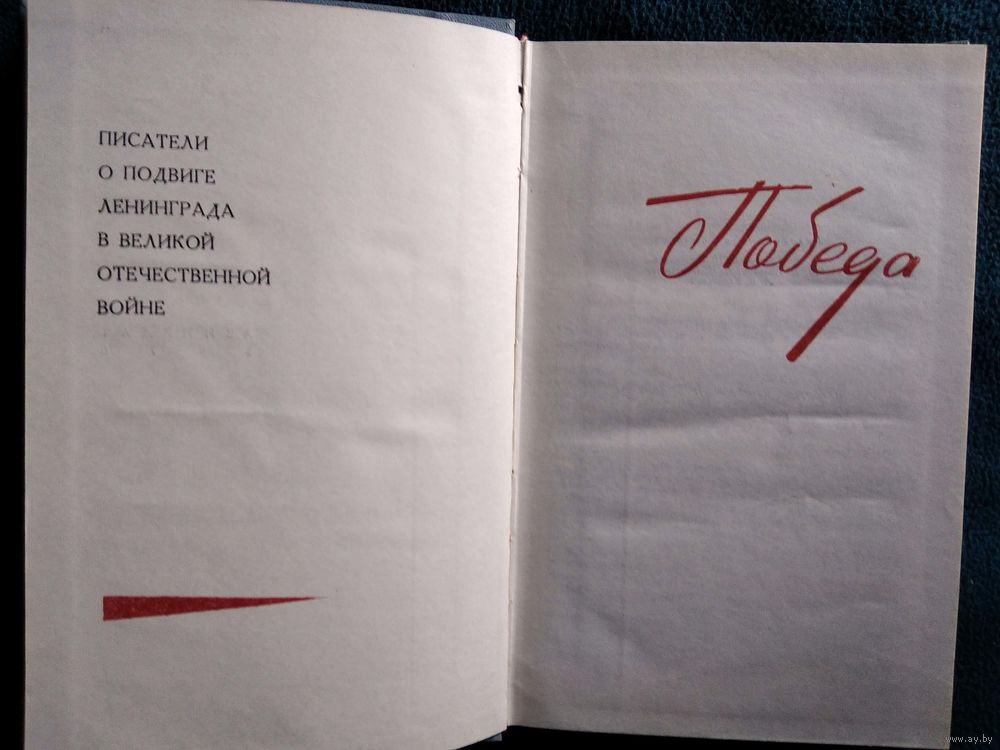 ПИСАТЕЛИ
О ПОДВИГЕ
ЛЕНИНГРАДА
В ВЕЛИКОЙ
ОТЕЧЕСТВЕННОЙ
ВОЙНЕ
Победа
www.ay.by